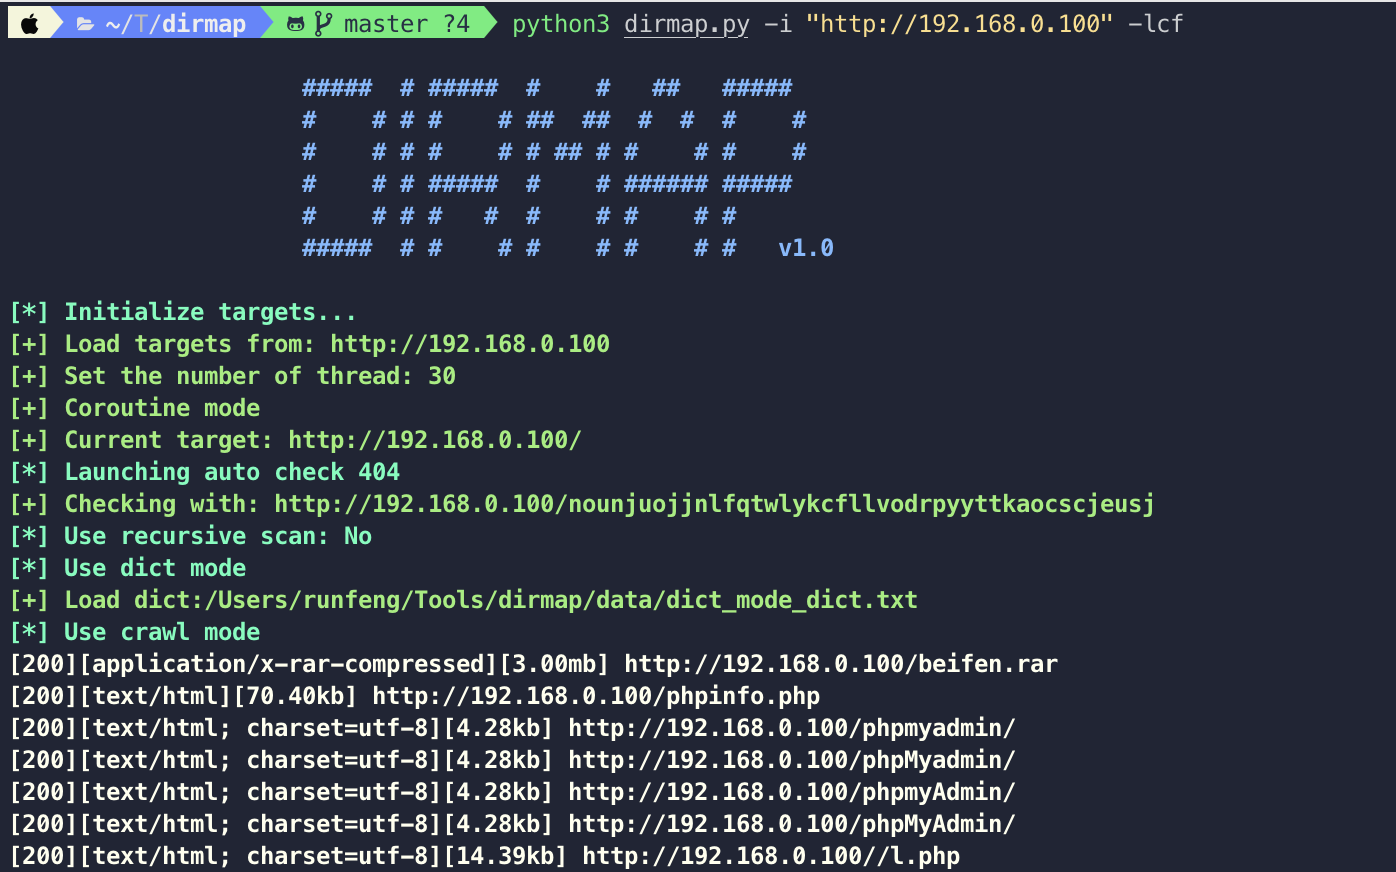 ~/T/dirmap master ?4 python3 dirmap.py -i "http://192.168.0.100" -lcf
#####  # #####  #    #   ##   #####
#    # # #    # ##  ##  #  #  #    #
#    # # #    # # ## # #    # #    #
#    # # #####  #    # ###### #####
#    # # #   #  #    # #    # #
#####  # #    # #    # #    # #   v1.0
[*] Initialize targets...
[+] Load targets from: http://192.168.0.100
[+] Set the number of thread: 30
[+] Coroutine mode
[+] Current target: http://192.168.0.100/
[*] Launching auto check 404
[+] Checking with: http://192.168.0.100/nounjuojjnlfqtwlykcfllvodrpyyttkaocscjeusj
[*] Use recursive scan: No
[*] Use dict mode
[+] Load dict:/Users/runfeng/Tools/dirmap/data/dict_mode_dict.txt
[*] Use crawl mode
[200][application/x-rar-compressed][3.00mb] http://192.168.0.100/beifen.rar
[200][text/html][70.40kb] http://192.168.0.100/phpinfo.php
[200][text/html; charset=utf-8][4.28kb] http://192.168.0.100/phpmyadmin/
[200][text/html; charset=utf-8][4.28kb] http://192.168.0.100/phpMyadmin/
[200][text/html; charset=utf-8][4.28kb] http://192.168.0.100/phpmyAdmin/
[200][text/html; charset=utf-8][4.28kb] http://192.168.0.100/phpMyAdmin/
[200][text/html; charset=utf-8][14.39kb] http://192.168.0.100//l.php